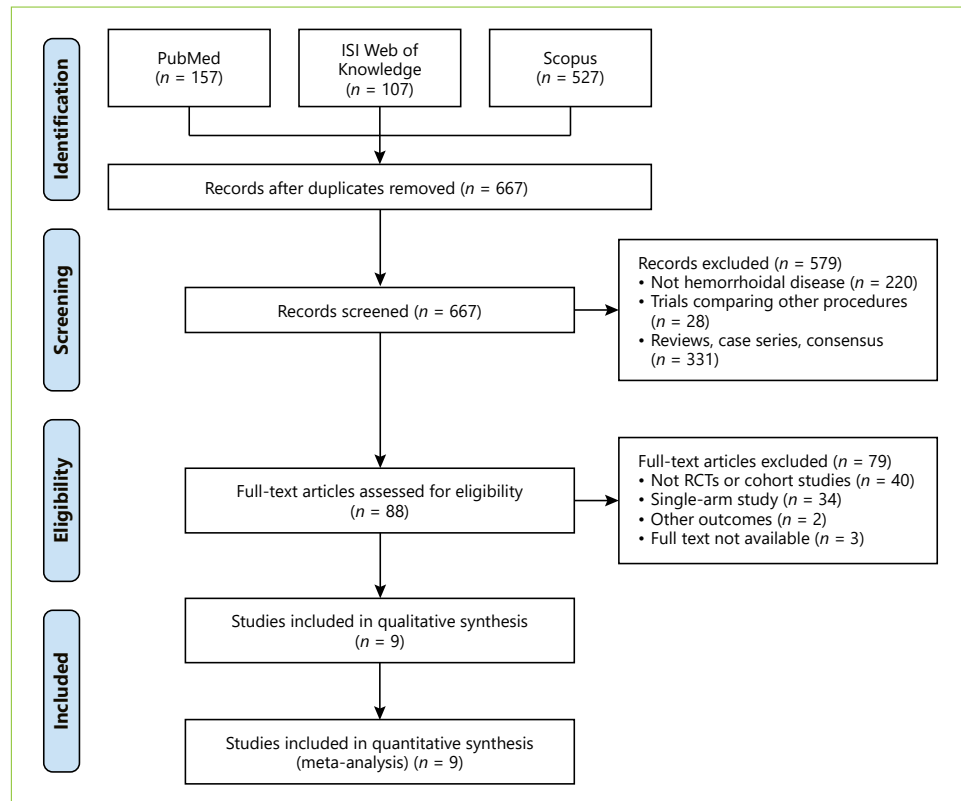 Identification
PubMed
(n = 157)
ISI Web of
Knowledge
(n = 107)
Scopus
(n = 527)
Records after duplicates removed (n = 667)
Screening
Records screened (n = 667)
Records excluded (n = 579)
• Not hemorrhoidal disease (n = 220)
• Trials comparing other procedures
(n = 28)
• Reviews, case series, consensus
(n = 331)
Eligibility
Full-text articles assessed for eligibility
(n = 88)
Full-text articles excluded (n = 79)
• Not RCTs or cohort studies (n = 40)
• Single-arm study (n = 34)
• Other outcomes (n = 2)
• Full text not available (n = 3)
Included
Studies included in qualitative synthesis
(n = 9)
Studies included in quantitative synthesis
(meta-analysis) (n = 9)